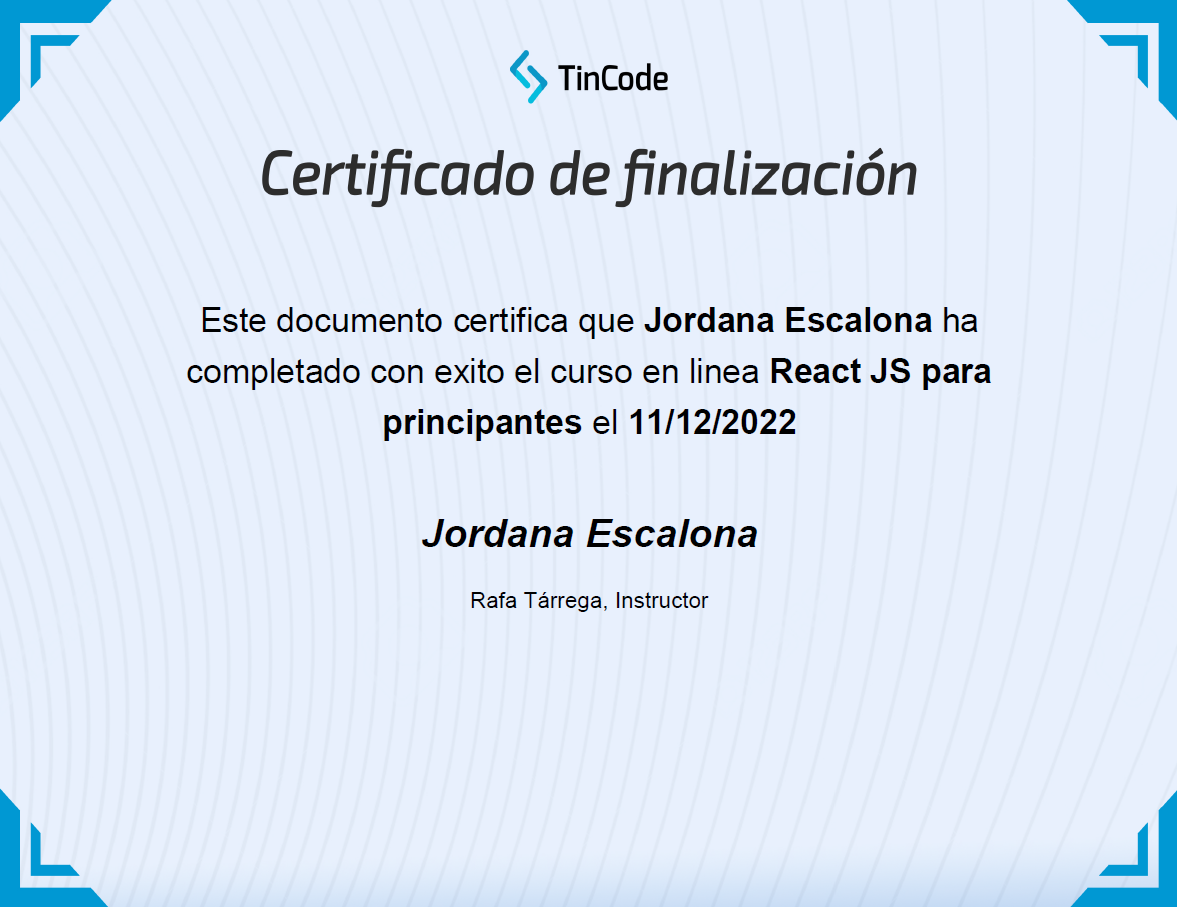 TinCode
Certificado de finalización
Este documento certifica que Jordana Escalona ha
completado con exito el curso en linea React JS para
principantes el 11/12/2022
Jordana Escalona
Rafa Tárrega, Instructor